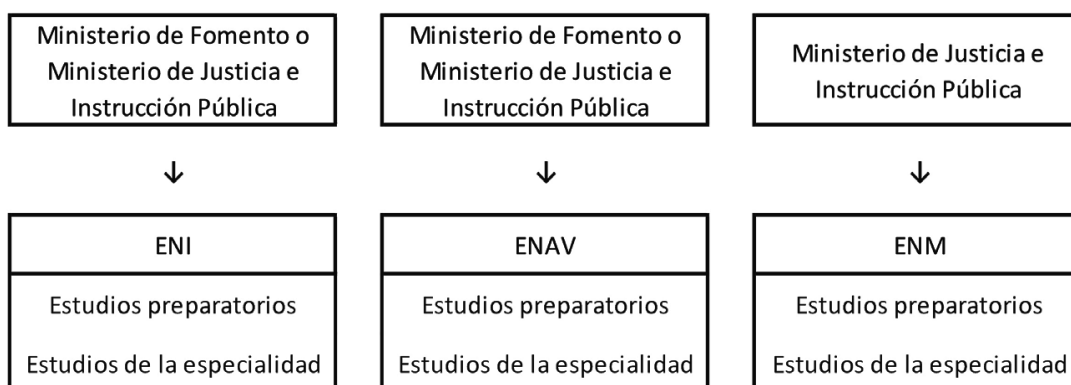 Ministerio de Fomento o
Ministerio de Justicia e
Instrucción Pública
Ministerio de Fomento o
Ministerio de Justicia e
Instrucción Pública
Ministerio de Justicia e
Instrucción Pública
↓
↓
↓
ENI
Estudios preparatorios
Estudios de la especialidad
ENAV
Estudios preparatorios
Estudios de la especialidad
ENM
Estudios preparatorios
Estudios de la especialidad